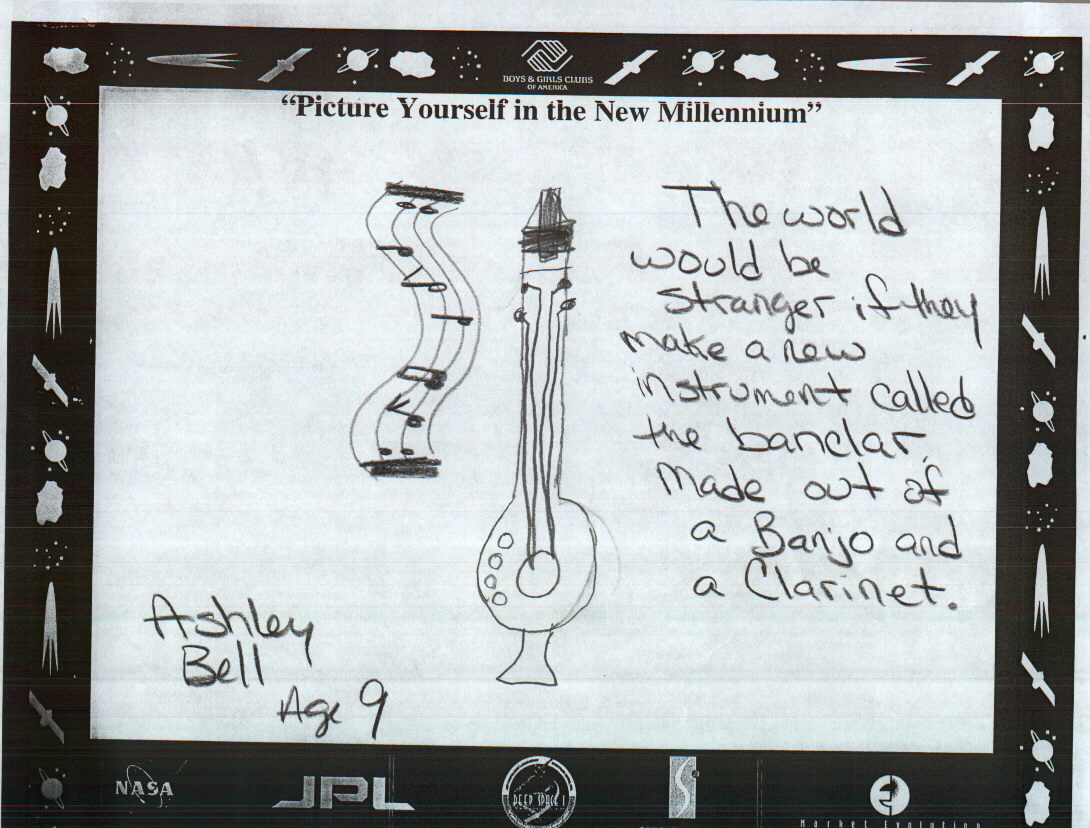 BOYS & GIRLS CLUBS
OF AMERICA
“Picture Yourself in the New Millennium”
The world
would be
stranger if they
make a new
instrument called
the banclar.
Made out of
a Banjo and
a Clarinet.
Ashley
Bell
Age 9
NASA
JPL
DEEP SPACE 1
Market Evolution